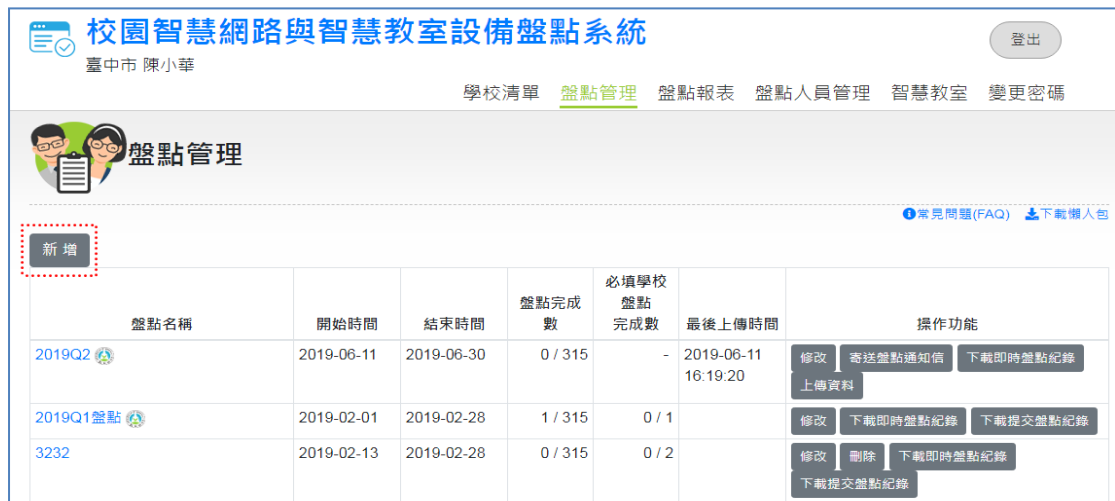 校園智慧網路與智慧教室設備盤點系統
登出
臺中市 陳小華
學校清單 盤點管理 盤點報表 盤點人員管理 智慧教室 變更密碼
盤點管理
常見問題(FAQ) 下載懶人包
新增
盤點名稱 開始時間 結束時間 盤點完成數 必填學校盤點完成數 最後上傳時間 操作功能
2019Q2 2019-06-11 2019-06-30 0 / 315 - 2019-06-11 16:19:20 修改 寄送盤點通知信 下載即時盤點紀錄
上傳資料
2019Q1盤點 2019-02-01 2019-02-28 1 / 315 0 / 1 修改 下載即時盤點紀錄 下載提交盤點紀錄
3232 2019-02-13 2019-02-28 0 / 315 0 / 2 修改 刪除 下載即時盤點紀錄
下載提交盤點紀錄